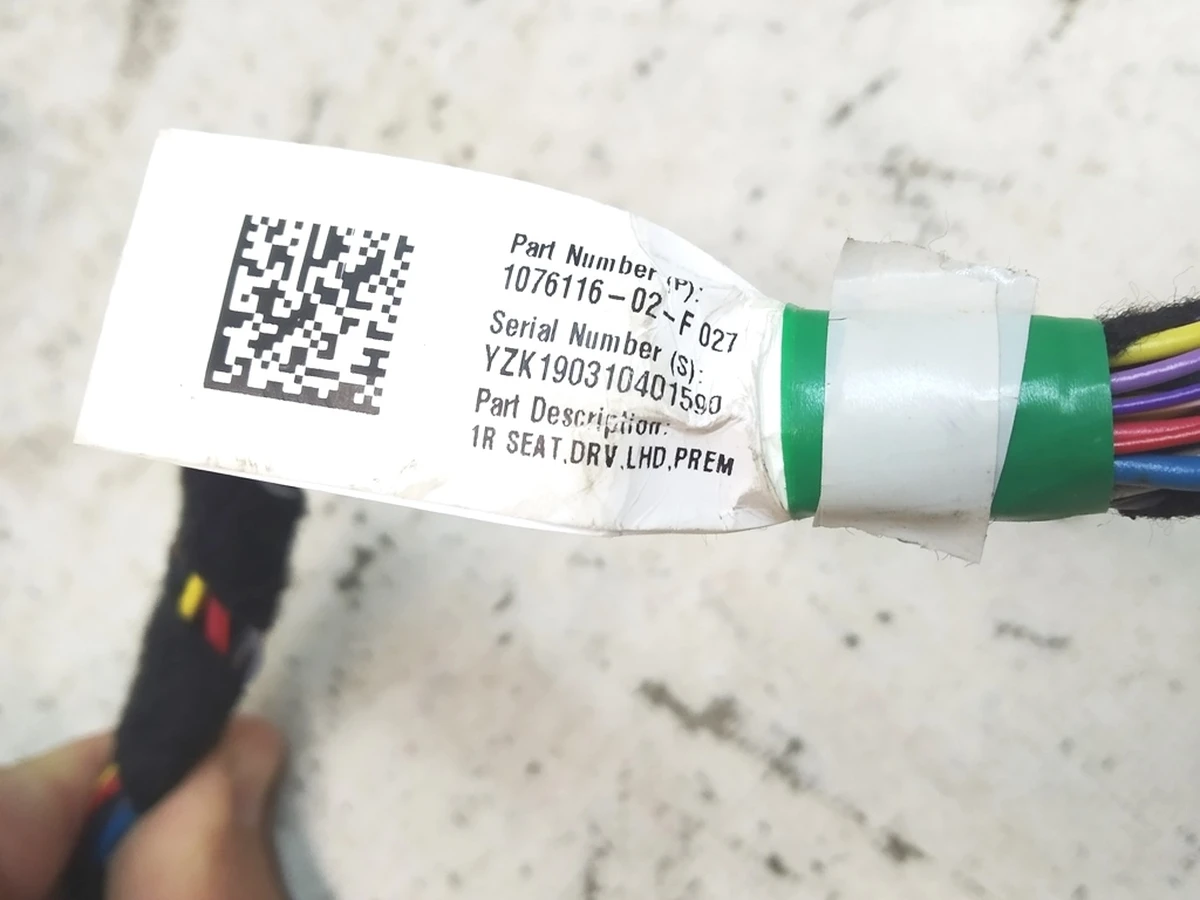 Part Number (P):
1076116-02-F 027
Serial Number (S):
YZK190310401590
Part Description:
1R SEAT,DRV,LHD,PREM